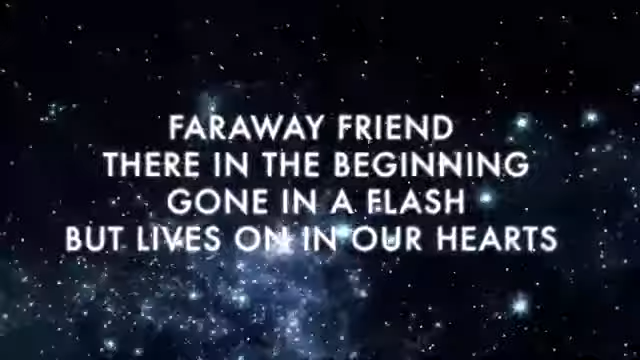 FARAWAY FRIEND
THERE IN THE BEGINNING
GONE IN A FLASH
BUT LIVES ON IN OUR HEARTS